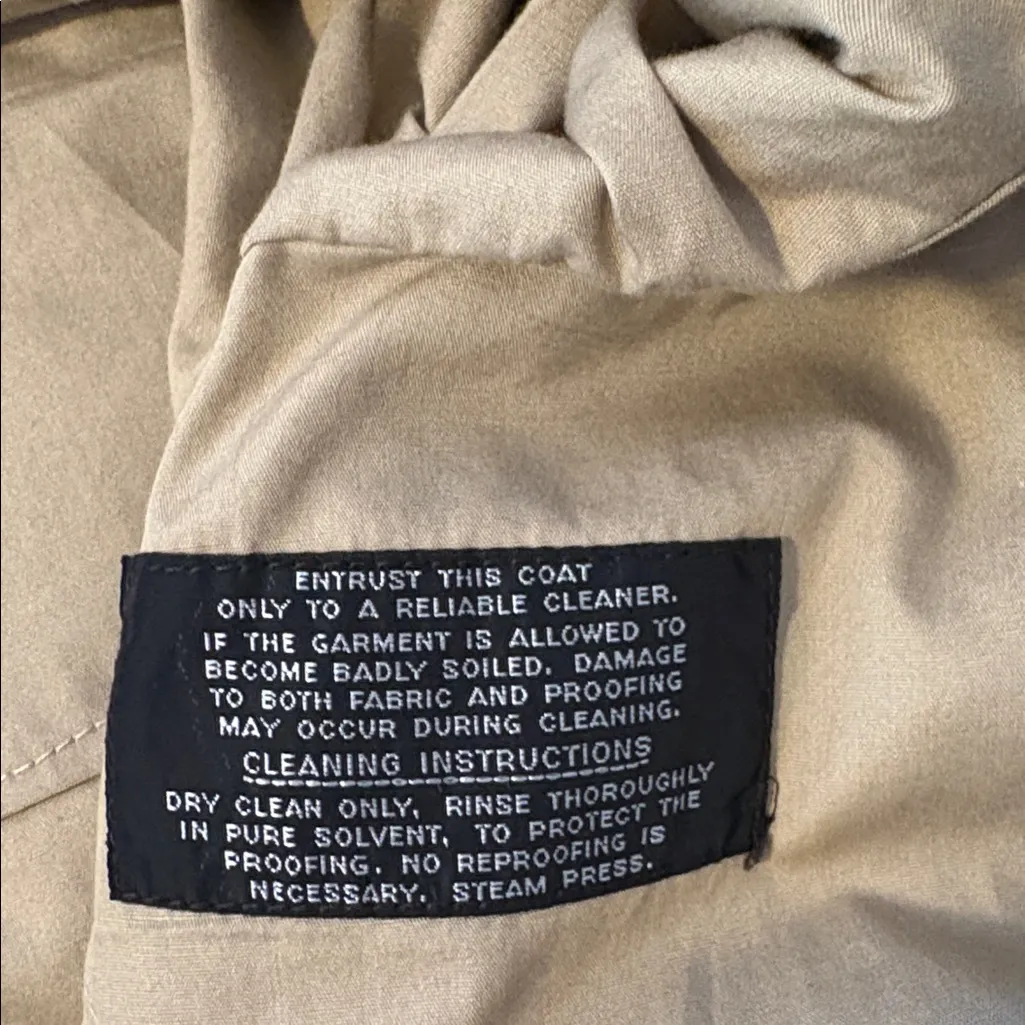 ENTRUST THIS COAT
ONLY TO A RELIABLE CLEANER.
IF THE GARMENT IS ALLOWED TO
BECOME BADLY SOILED. DAMAGE
TO BOTH FABRIC AND PROOFING
MAY OCCUR DURING CLEANING.
CLEANING INSTRUCTIONS
DRY CLEAN ONLY. RINSE THOROUGHLY
IN PURE SOLVENT. TO PROTECT THE
PROOFING. NO REPROOFING IS
NECESSARY. STEAM PRESS.